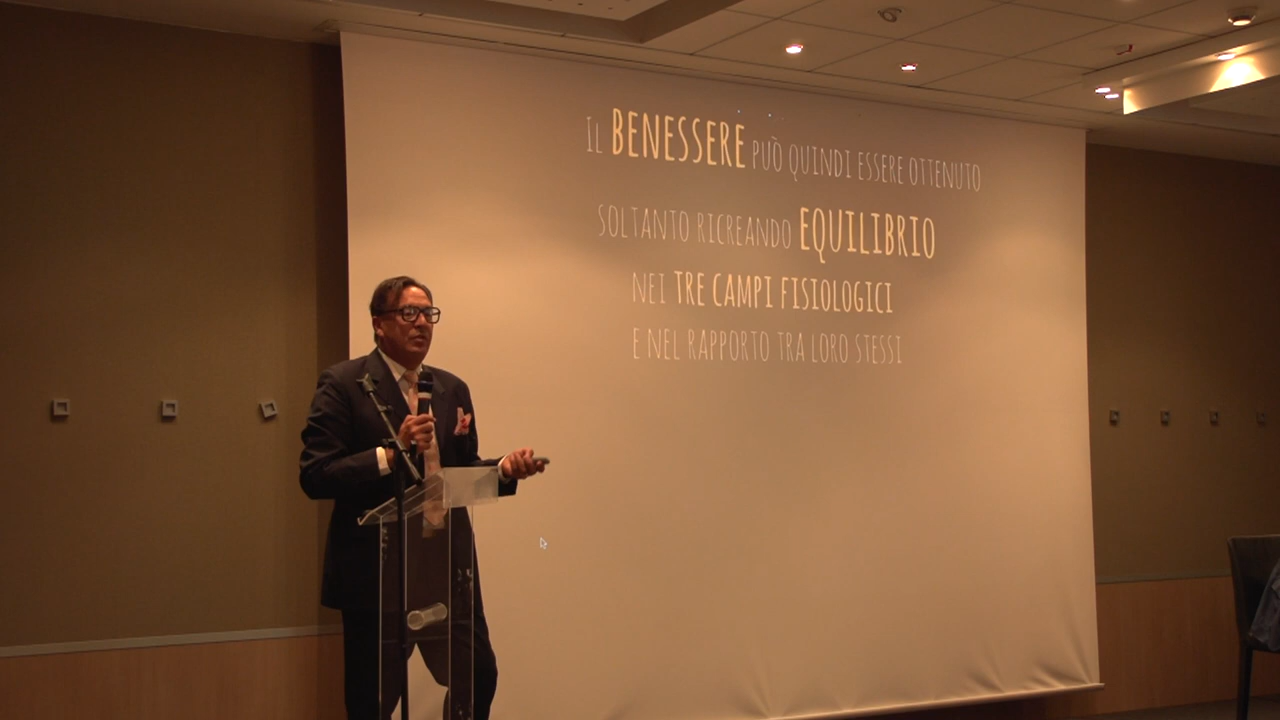 Il BENESSERE PUÒ QUINDI ESSERE OTTENUTO
SOLTANTO RICREANDO EQUILIBRIO
NEI TRE CAMPI FISIOLOGICI
E NEL RAPPORTO TRA LORO STESSI